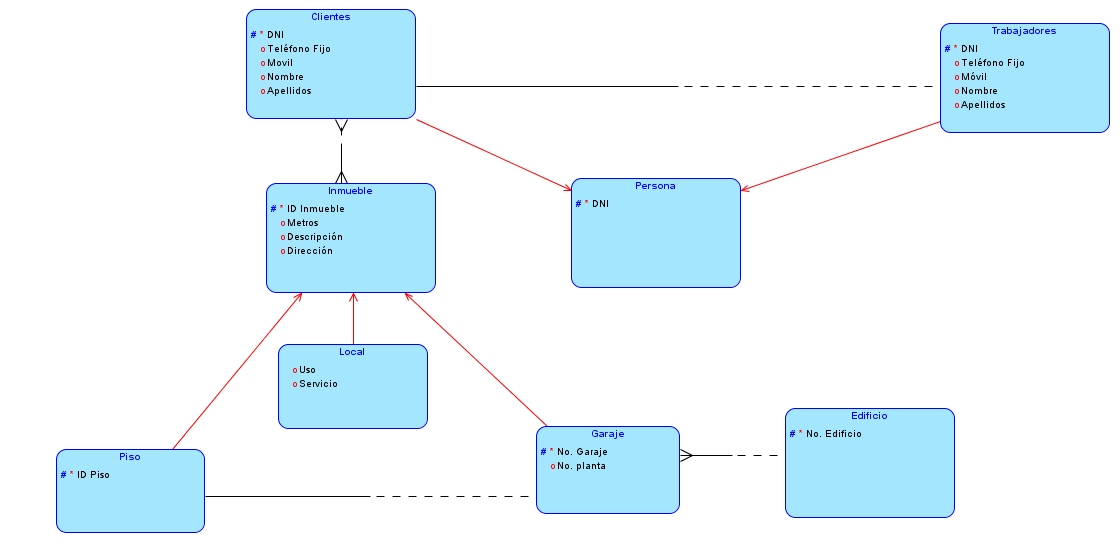 Clientes
# * DNI
o Teléfono Fijo
o Movil
o Nombre
o Apellidos
Trabajadores
# * DNI
o Teléfono Fijo
o Móvil
o Nombre
o Apellidos
Inmueble
# * ID Inmueble
o Metros
o Descripción
o Dirección
Persona
# * DNI
Local
o Uso
o Servicio
Piso
# * ID Piso
Garaje
# * No. Garaje
o No. planta
Edificio
# * No. Edificio